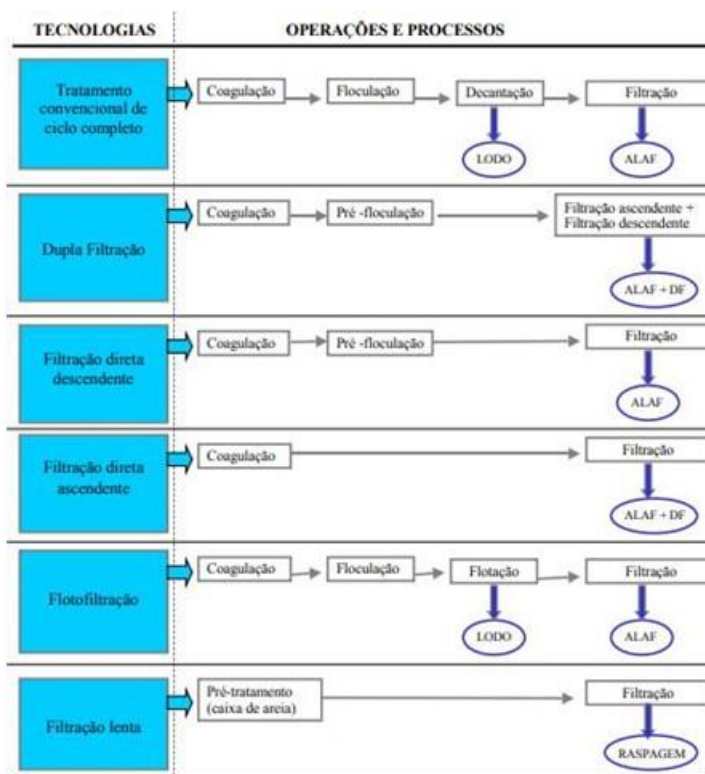 TECNOLOGIAS
OPERAÇÕES E PROCESSOS
Tratamento
convencional de
ciclo completo
Coagulação
Floculação
Decantação
Filtração
LODO
ALAF
Dupla Filtração
Coagulação
Pré -floculação
Filtração ascendente +
Filtração descendente
ALAF + DF
Filtração direta
descendente
Coagulação
Pré -floculação
Filtração
ALAF
Filtração direta
ascendente
Coagulação
Filtração
ALAF + DF
Flotofiltração
Coagulação
Floculação
Flotação
Filtração
LODO
ALAF
Filtração lenta
Pré-tratamento
(caixa de areia)
Filtração
RASPAGEM